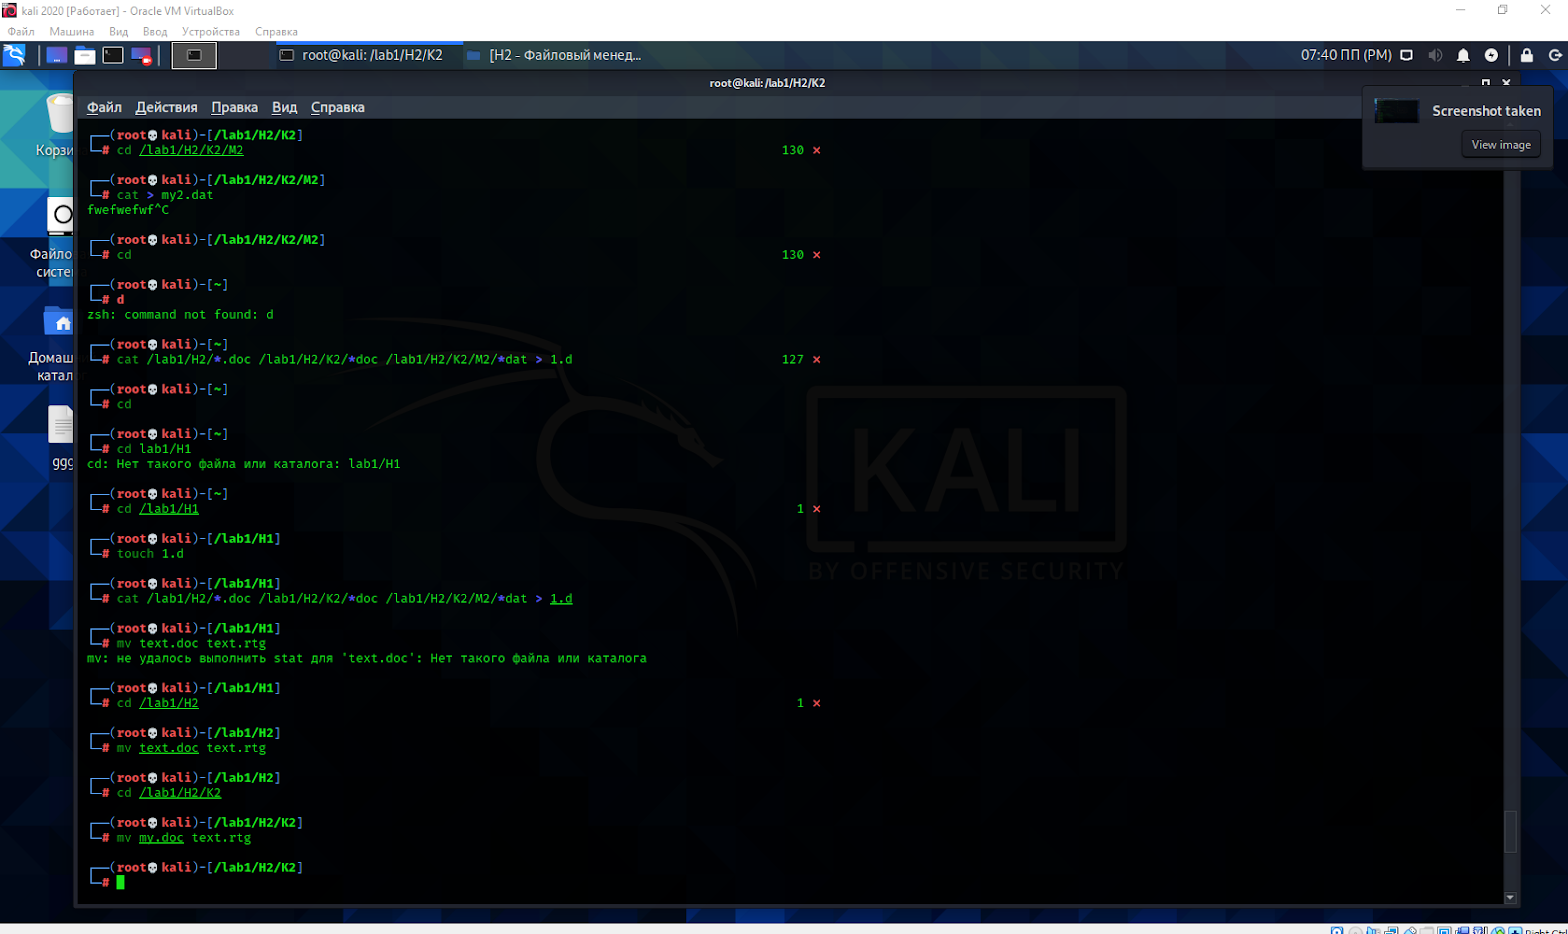 kali 2020 [Работает] - Oracle VM VirtualBox
Файл Машина Вид Ввод Устройства Справка
root@kali: /lab1/H2/K2
[H2 - Файловый менед...
07:40 ПП (PM)
root@kali: /lab1/H2/K2
Файл Действия Правка Вид Справка
Screenshot taken
View image
Корзи
Файло
систе
Домаш
катал
ggg
┌──(root💀kali)-[/lab1/H2/K2]
└─# cd /lab1/H2/K2/M2 130 ⨯
┌──(root💀kali)-[/lab1/H2/K2/M2]
└─# cat > my2.dat
fwefwefwf^C
┌──(root💀kali)-[/lab1/H2/K2/M2]
└─# cd 130 ⨯
┌──(root💀kali)-[~]
└─# d
zsh: command not found: d
┌──(root💀kali)-[~]
└─# cat /lab1/H2/*.doc /lab1/H2/K2/*doc /lab1/H2/K2/M2/*dat > 1.d 127 ⨯
┌──(root💀kali)-[~]
└─# cd
┌──(root💀kali)-[~]
└─# cd lab1/H1
cd: Нет такого файла или каталога: lab1/H1
┌──(root💀kali)-[~]
└─# cd /lab1/H1 1 ⨯
┌──(root💀kali)-[/lab1/H1]
└─# touch 1.d
┌──(root💀kali)-[/lab1/H1]
└─# cat /lab1/H2/*.doc /lab1/H2/K2/*doc /lab1/H2/K2/M2/*dat > 1.d
┌──(root💀kali)-[/lab1/H1]
└─# mv text.doc text.rtg
mv: не удалось выполнить stat для 'text.doc': Нет такого файла или каталога
┌──(root💀kali)-[/lab1/H1]
└─# cd /lab1/H2 1 ⨯
┌──(root💀kali)-[/lab1/H2]
└─# mv text.doc text.rtg
┌──(root💀kali)-[/lab1/H2]
└─# cd /lab1/H2/K2
┌──(root💀kali)-[/lab1/H2/K2]
└─# mv my.doc text.rtg
┌──(root💀kali)-[/lab1/H2/K2]
└─#
KALI
BY OFFENSIVE SECURITY
Right Ctrl